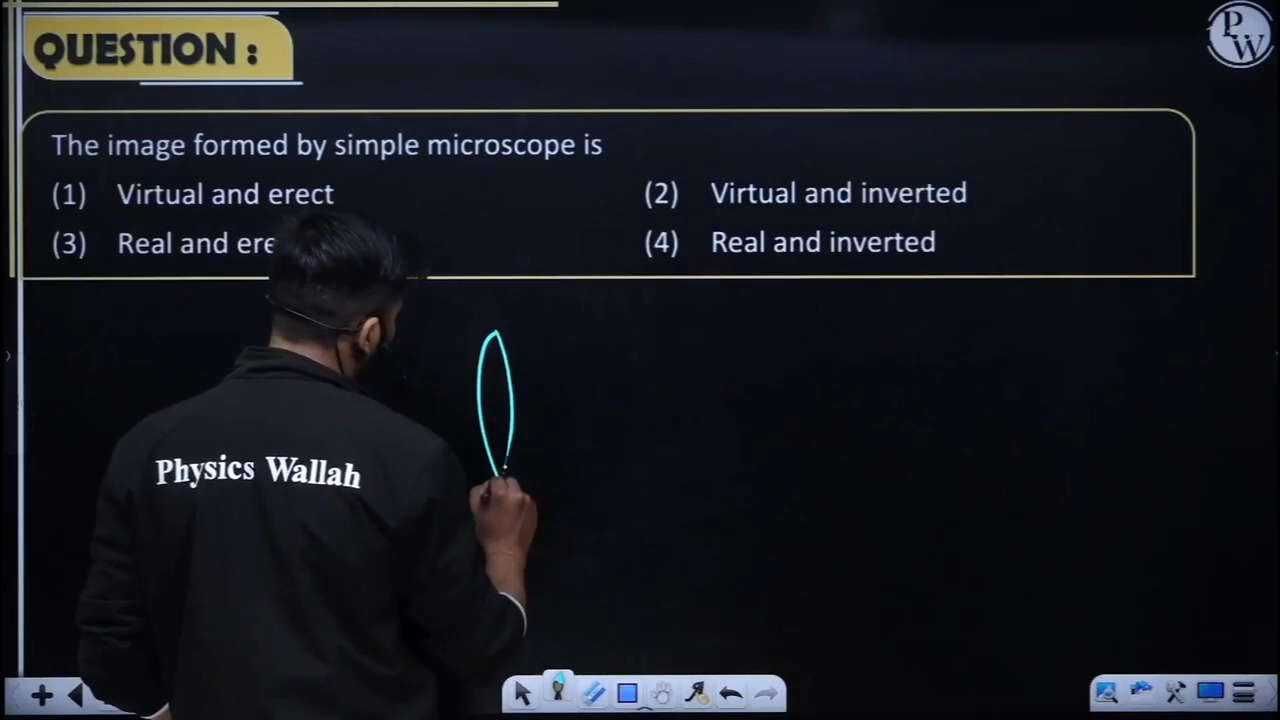 QUESTION :
PW
The image formed by simple microscope is
(1) Virtual and erect (2) Virtual and inverted
(3) Real and ere (4) Real and inverted
Physics Wallah